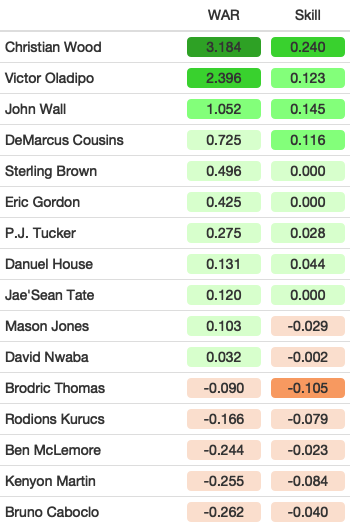 WAR Skill
Christian Wood 3.184 0.240
Victor Oladipo 2.396 0.123
John Wall 1.052 0.145
DeMarcus Cousins 0.725 0.116
Sterling Brown 0.496 0.000
Eric Gordon 0.425 0.000
P.J. Tucker 0.275 0.028
Danuel House 0.131 0.044
Jae'Sean Tate 0.120 0.000
Mason Jones 0.103 -0.029
David Nwaba 0.032 -0.002
Brodric Thomas -0.090 -0.105
Rodions Kurucs -0.166 -0.079
Ben McLemore -0.244 -0.023
Kenyon Martin -0.255 -0.084
Bruno Caboclo -0.262 -0.040